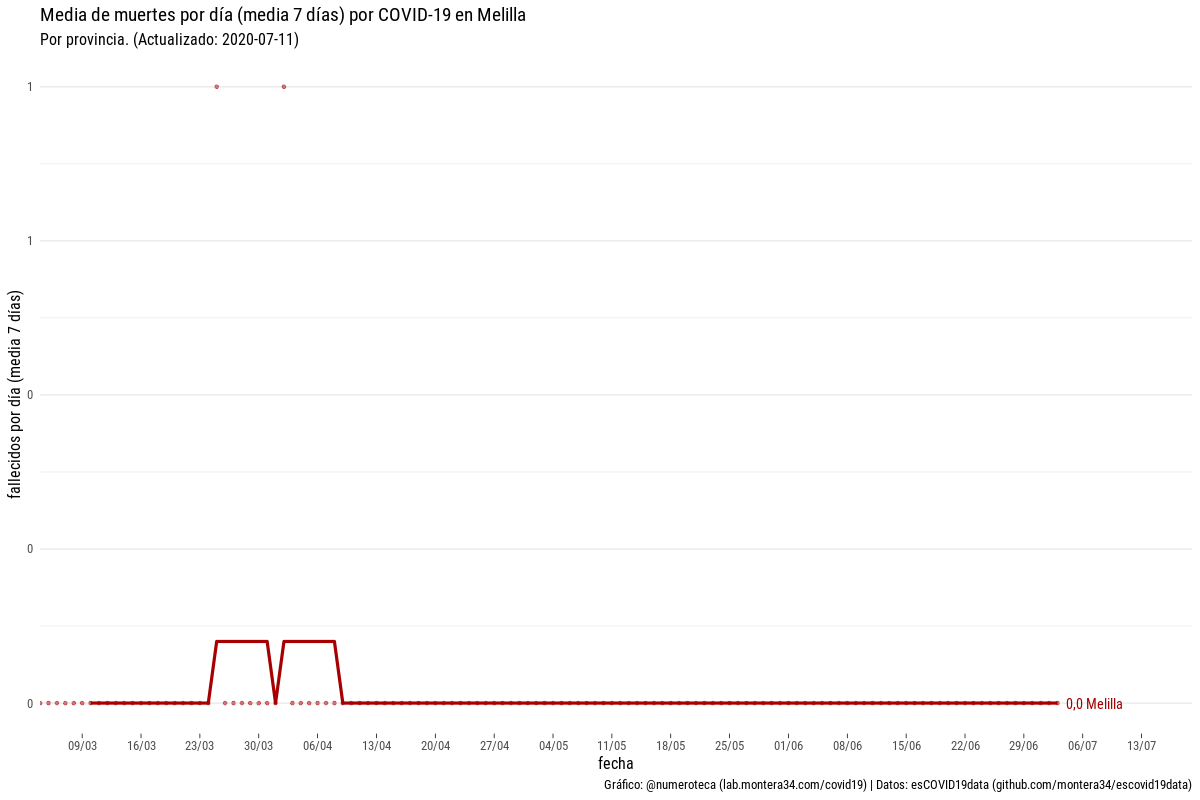 Media de muertes por día (media 7 días) por COVID-19 en Melilla
Por provincia. (Actualizado: 2020-07-11)
fallecidos por día (media 7 días)
1
1
0
0
0
0,0 Melilla
09/03 16/03 23/03 30/03 06/04 13/04 20/04 27/04 04/05 11/05 18/05 25/05 01/06 08/06 15/06 22/06 29/06 06/07 13/07
fecha
Gráfico: @numeroteca (lab.montera34.com/covid19) | Datos: esCOVID19data (github.com/montera34/escovid19data)